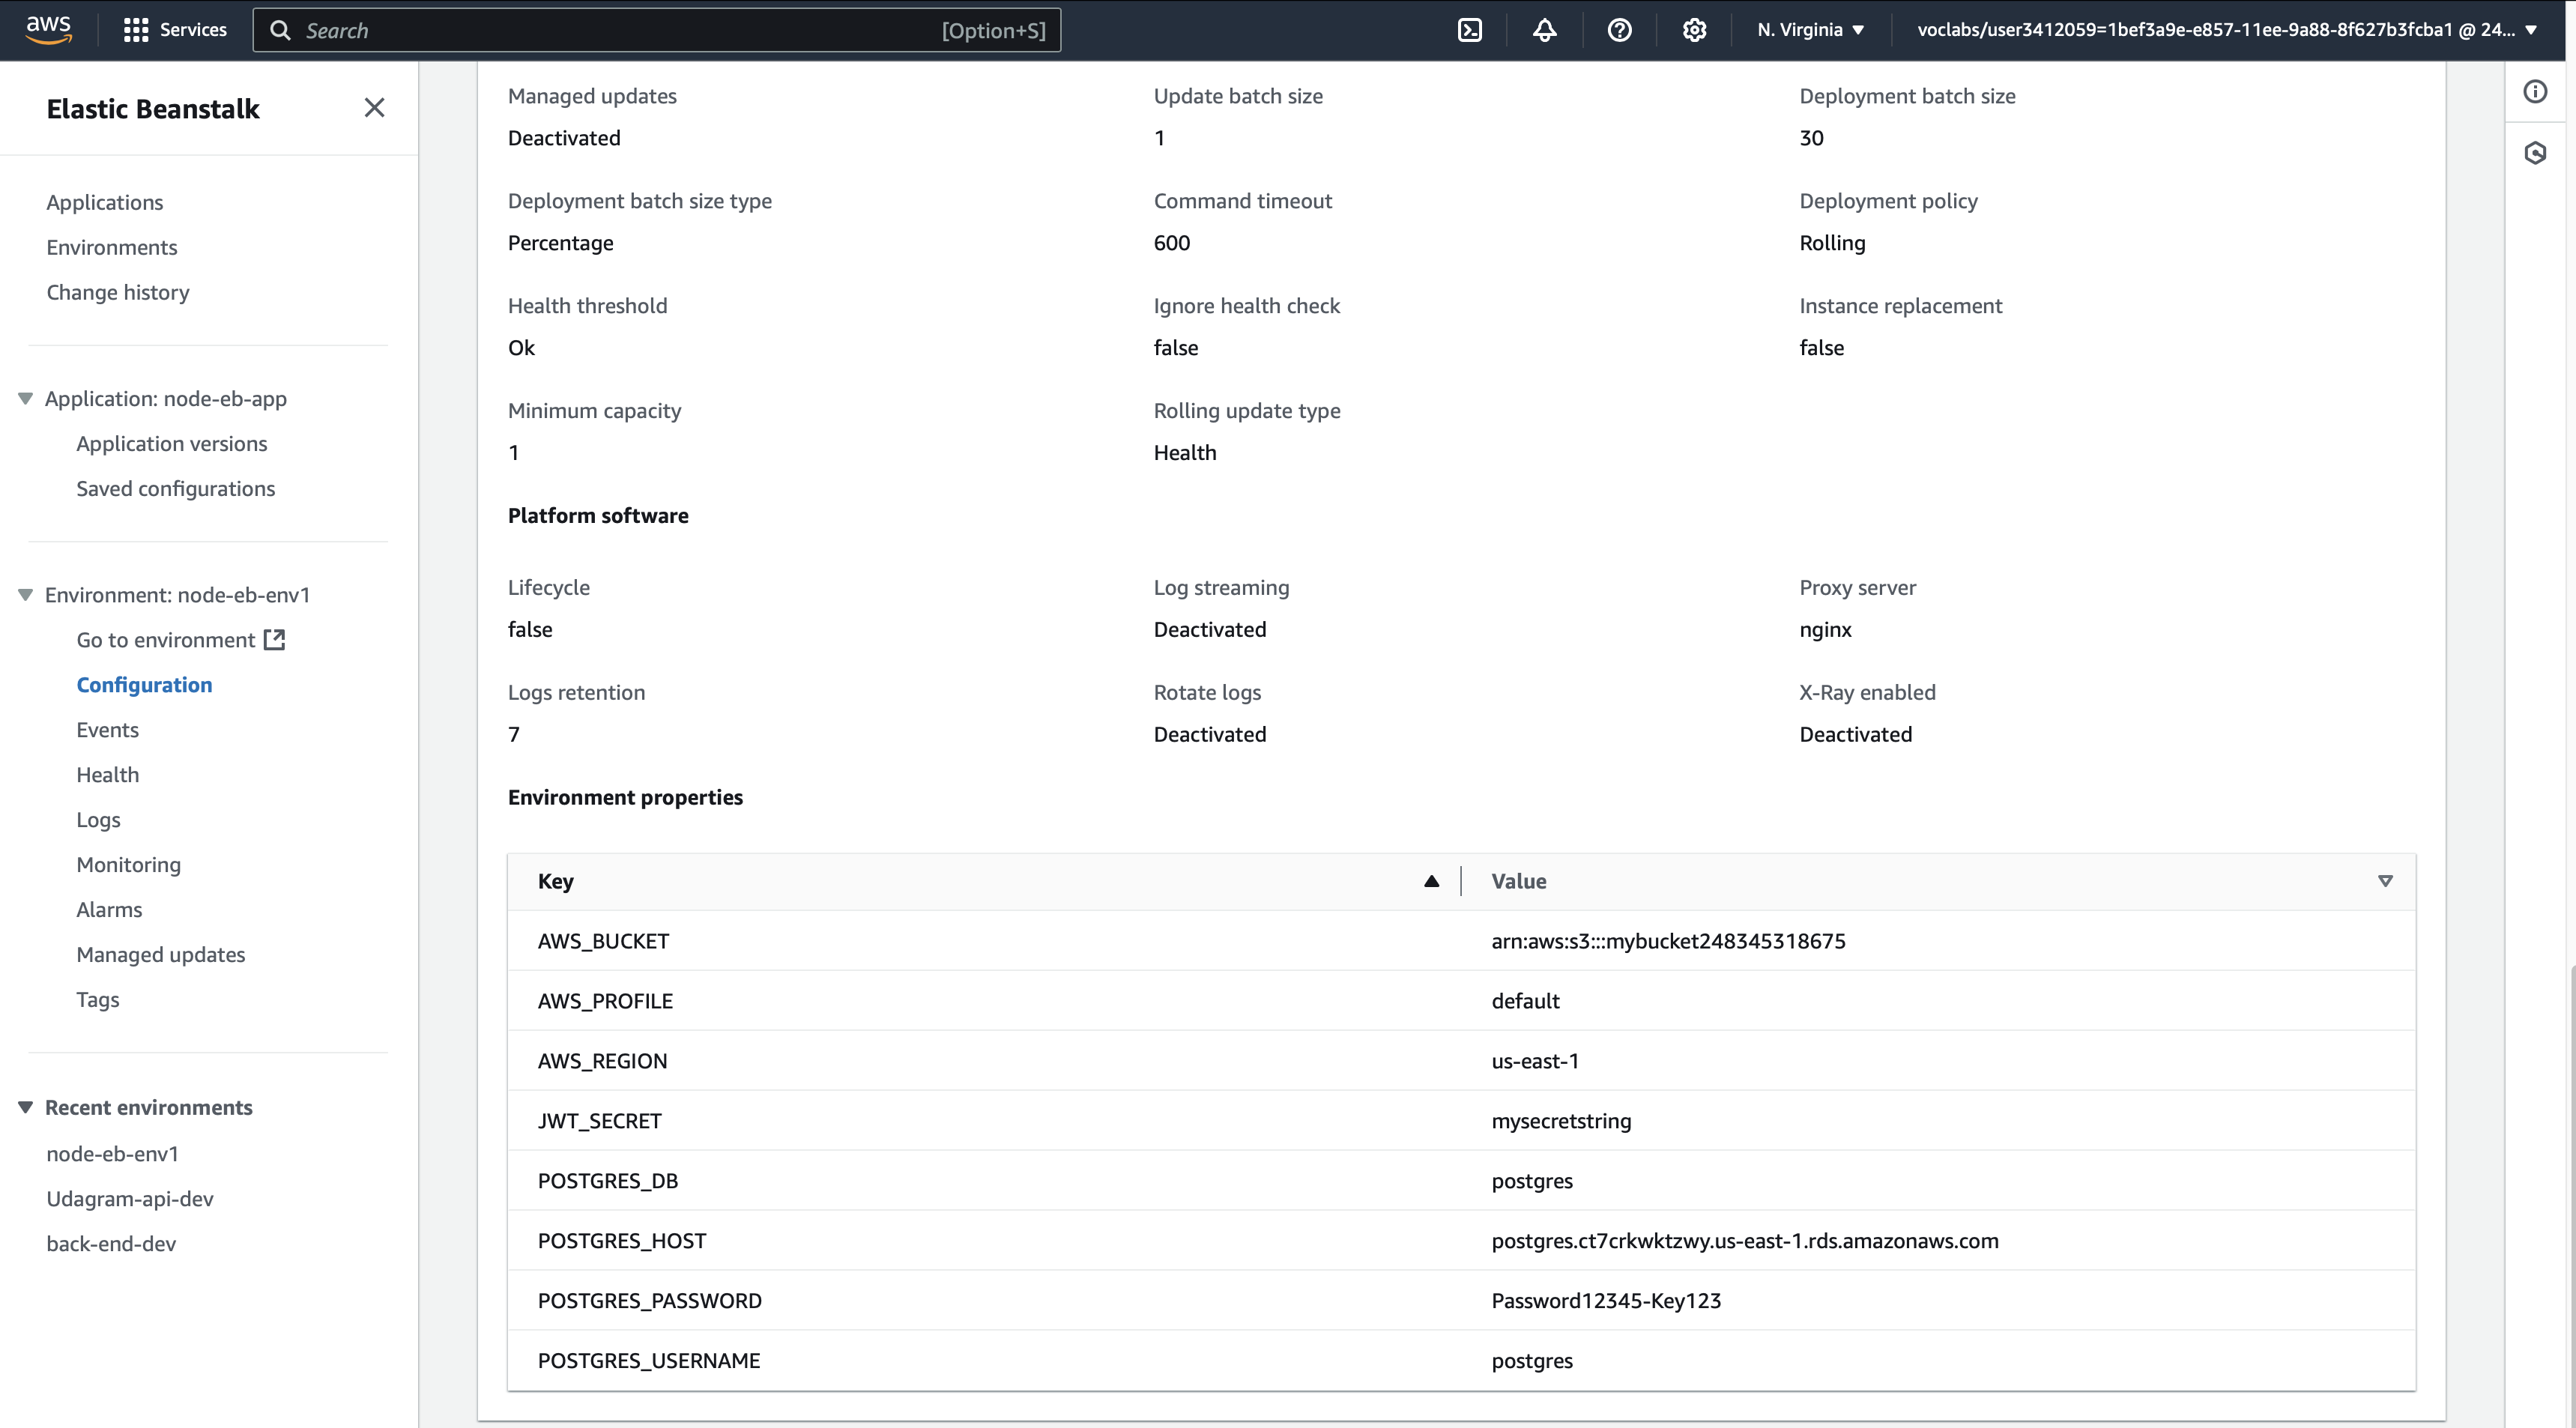 aws Services Search [Option+S] N. Virginia voclabs/user3412059=1bef3a9e-e857-11ee-9a88-8f627b3fcba1 @ 24...
Elastic Beanstalk
Applications
Environments
Change history
Application: node-eb-app
Application versions
Saved configurations
Environment: node-eb-env1
Go to environment
Configuration
Events
Health
Logs
Monitoring
Alarms
Managed updates
Tags
Recent environments
node-eb-env1
Udagram-api-dev
back-end-dev
Managed updates Update batch size Deployment batch size
Deactivated 1 30
Deployment batch size type Command timeout Deployment policy
Percentage 600 Rolling
Health threshold Ignore health check Instance replacement
Ok false false
Minimum capacity Rolling update type
1 Health
Platform software
Lifecycle Log streaming Proxy server
false Deactivated nginx
Logs retention Rotate logs X-Ray enabled
7 Deactivated Deactivated
Environment properties
Key Value
AWS_BUCKET arn:aws:s3:::mybucket248345318675
AWS_PROFILE default
AWS_REGION us-east-1
JWT_SECRET mysecretstring
POSTGRES_DB postgres
POSTGRES_HOST postgres.ct7crkwktzwy.us-east-1.rds.amazonaws.com
POSTGRES_PASSWORD Password12345-Key123
POSTGRES_USERNAME postgres